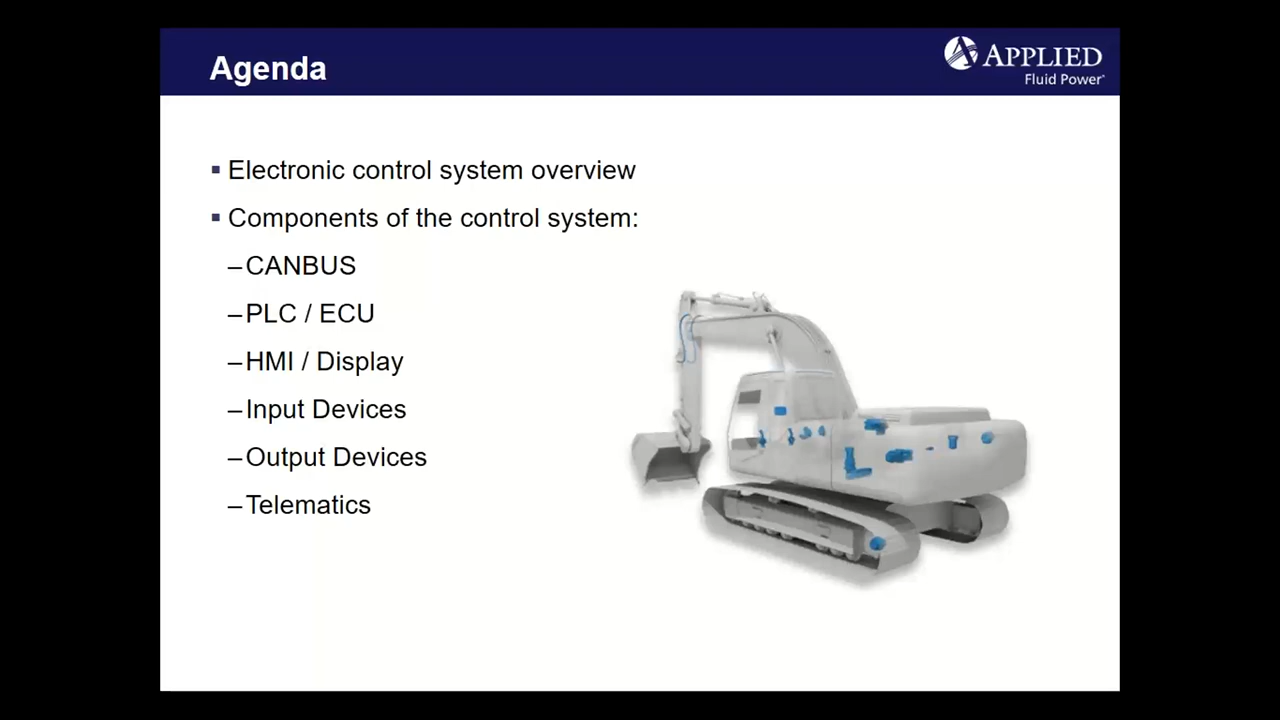 Agenda
APPLIED
Fluid Power
▪ Electronic control system overview
▪ Components of the control system:
–CANBUS
–PLC / ECU
–HMI / Display
–Input Devices
–Output Devices
–Telematics